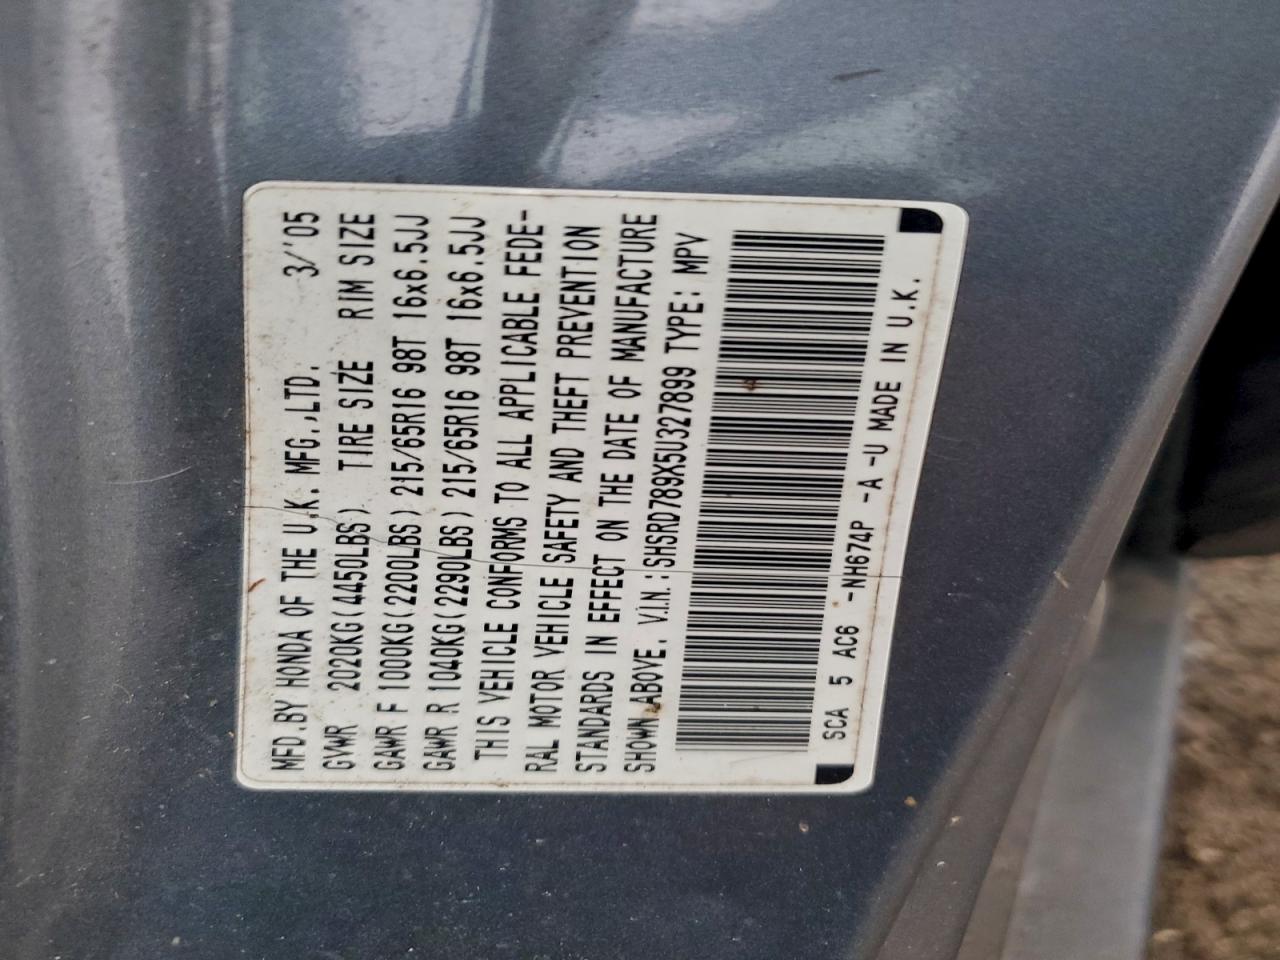 MFD.BY HONDA OF THE U.K. MFG.,LTD. 3/'05
GVWR 2020KG(4450LBS) TIRE SIZE RIM SIZE
GAWR F 1000KG(2200LBS) 215/65R16 98T 16x6.5JJ
GAWR R 1040KG(2290LBS) 215/65R16 98T 16x6.5JJ
THIS VEHICLE CONFORMS TO ALL APPLICABLE FEDE-
RAL MOTOR VEHICLE SAFETY AND THEFT PREVENTION
STANDARDS IN EFFECT ON THE DATE OF MANUFACTURE
SHOWN ABOVE. V.I.N.:SHSRD789X5U327899 TYPE: MPV
SCA 5 AC6 -NH674P -A -U MADE IN U.K.